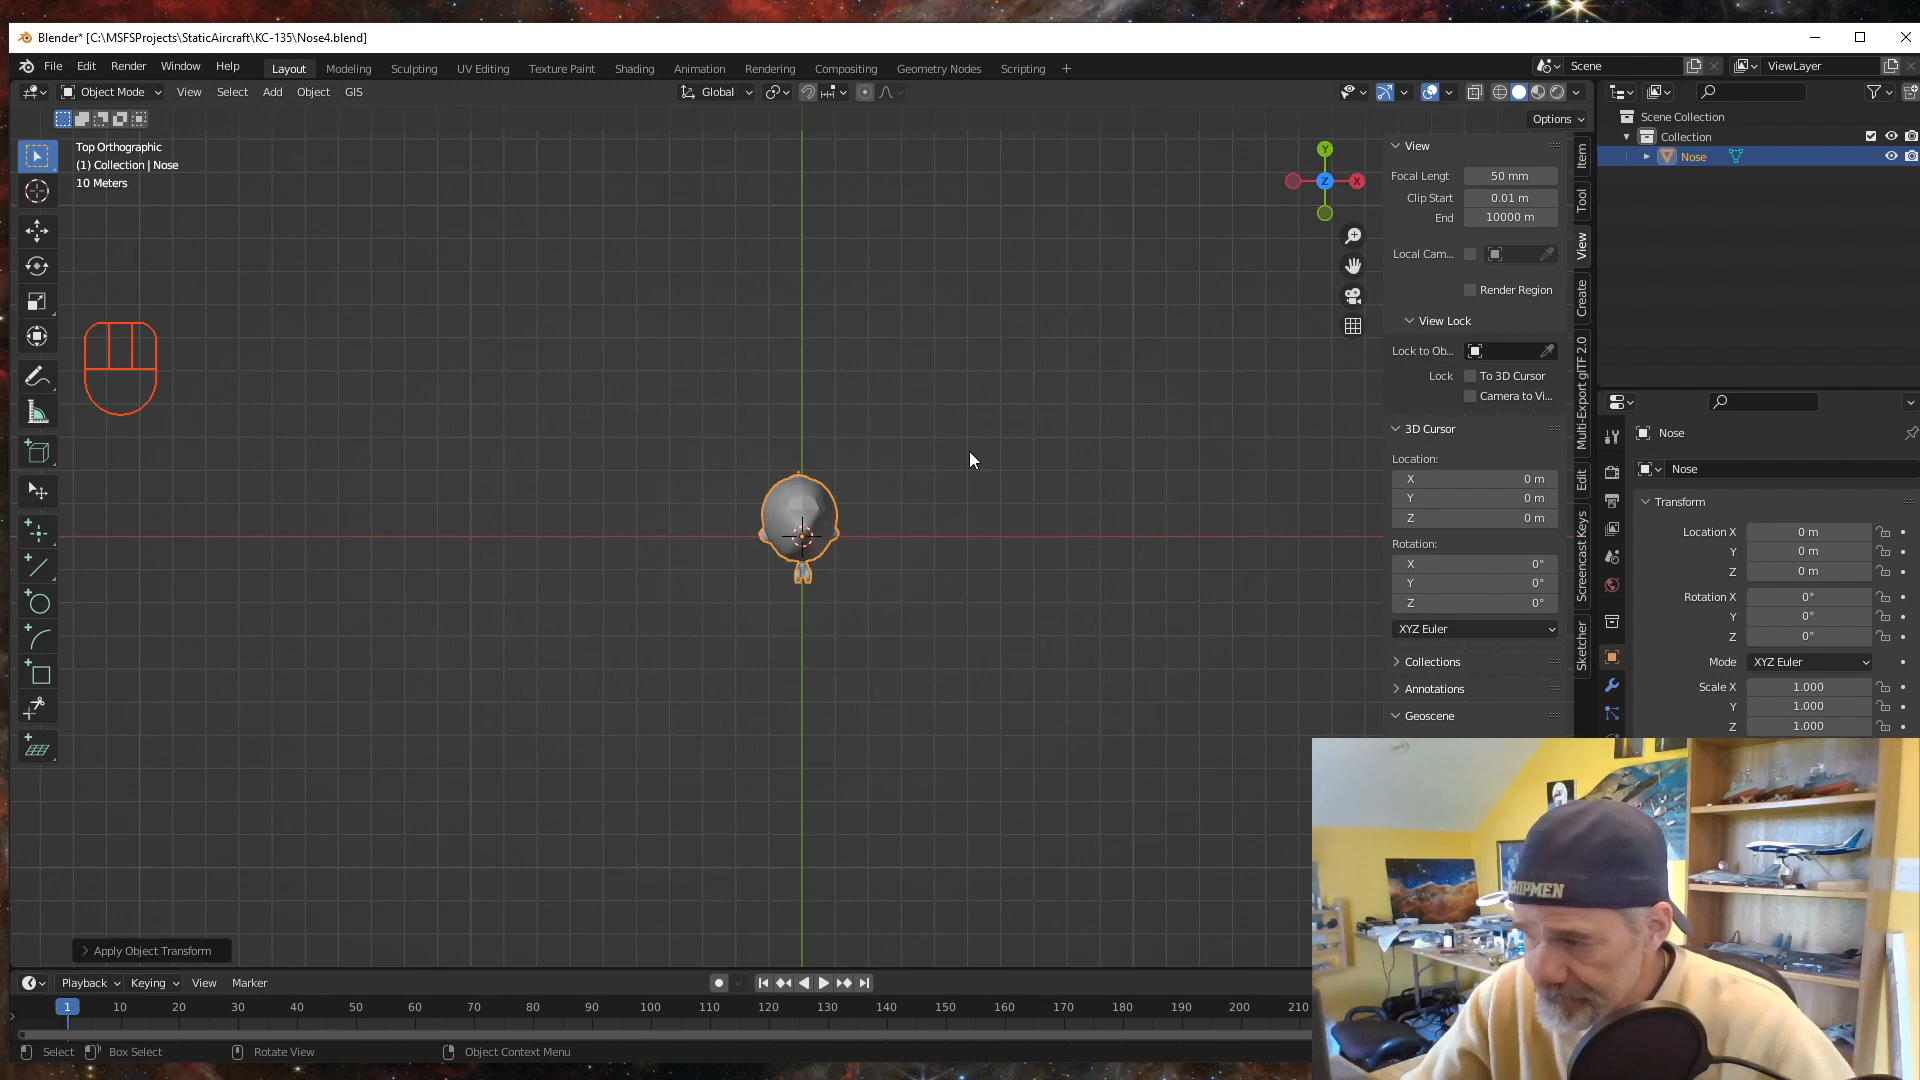 Blender* [C:\MSFSProjects\StaticAircraft\KC-135\Nose4.blend]
File Edit Render Window Help Layout Modeling Sculpting UV Editing Texture Paint Shading Animation Rendering Compositing Geometry Nodes Scripting + Scene ViewLayer
Object Mode View Select Add Object GIS Global
Options
Top Orthographic
(1) Collection | Nose
10 Meters
Y
X
Z
View
Focal Lengt 50 mm
Clip Start 0.01 m
End 10000 m
Local Cam...
Render Region
View Lock
Lock to Ob...
Lock To 3D Cursor
Camera to Vi...
3D Cursor
Location:
X 0 m
Y 0 m
Z 0 m
Rotation:
X 0°
Y 0°
Z 0°
XYZ Euler
Collections
Annotations
Geoscene
Item
Tool
View
Create
Multi-Export glTF 2.0
Edit
Screencast Keys
Sketcher
Scene Collection
Collection
Nose
Nose
Nose
Transform
Location X 0 m
Y 0 m
Z 0 m
Rotation X 0°
Y 0°
Z 0°
Mode XYZ Euler
Scale X 1.000
Y 1.000
Z 1.000
Apply Object Transform
Playback Keying View Marker
1 10 20 30 40 50 60 70 80 90 100 110 120 130 140 150 160 170 180 190 200 210
Select Box Select Rotate View Object Context Menu